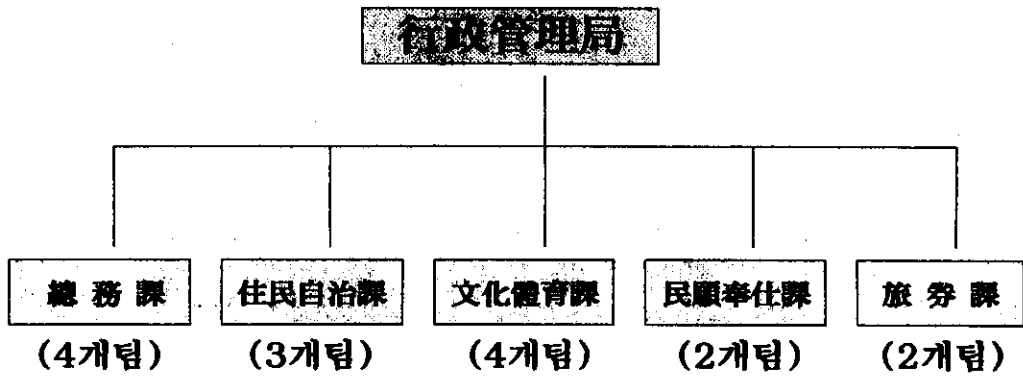 行政管理局
總務課 住民自治課 文化體育課 民願奉仕課 旅券課
(4개팀) (3개팀) (4개팀) (2개팀) (2개팀)